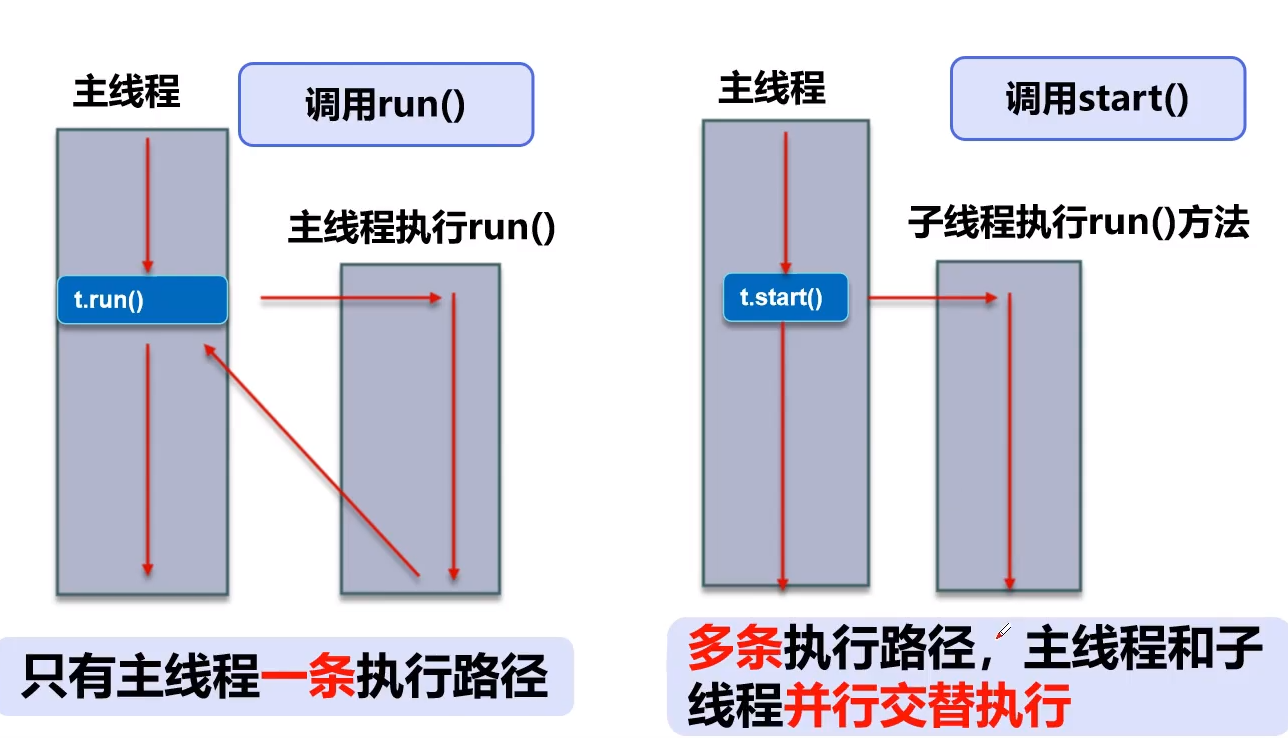 主线程
调用run()
主线程执行run()
t.run()
只有主线程一条执行路径
主线程
调用start()
子线程执行run()方法
t.start()
多条执行路径，主线程和子
线程并行交替执行